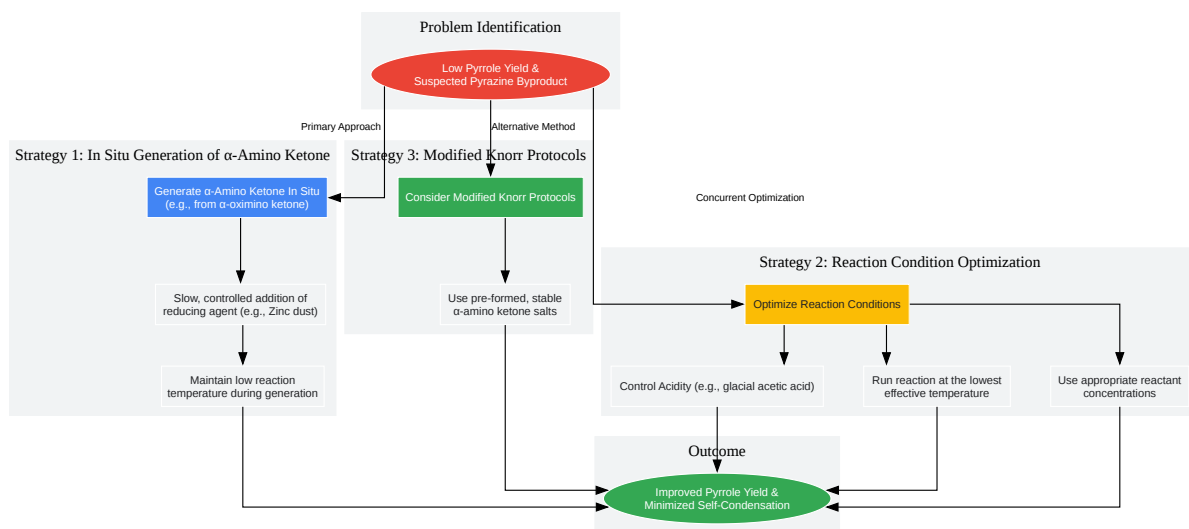 Problem Identification
Low Pyrrole Yield &
Suspected Pyrazine Byproduct
Primary Approach
Alternative Method
Concurrent Optimization
Strategy 1: In Situ Generation of α-Amino Ketone
Generate α-Amino Ketone In Situ
(e.g., from α-oximino ketone)
Slow, controlled addition of
reducing agent (e.g., Zinc dust)
Maintain low reaction
temperature during generation
Strategy 3: Modified Knorr Protocols
Consider Modified Knorr Protocols
Use pre-formed, stable
α-amino ketone salts
Strategy 2: Reaction Condition Optimization
Optimize Reaction Conditions
Control Acidity (e.g., glacial acetic acid)
Run reaction at the lowest
effective temperature
Use appropriate reactant
concentrations
Outcome
Improved Pyrrole Yield &
Minimized Self-Condensation